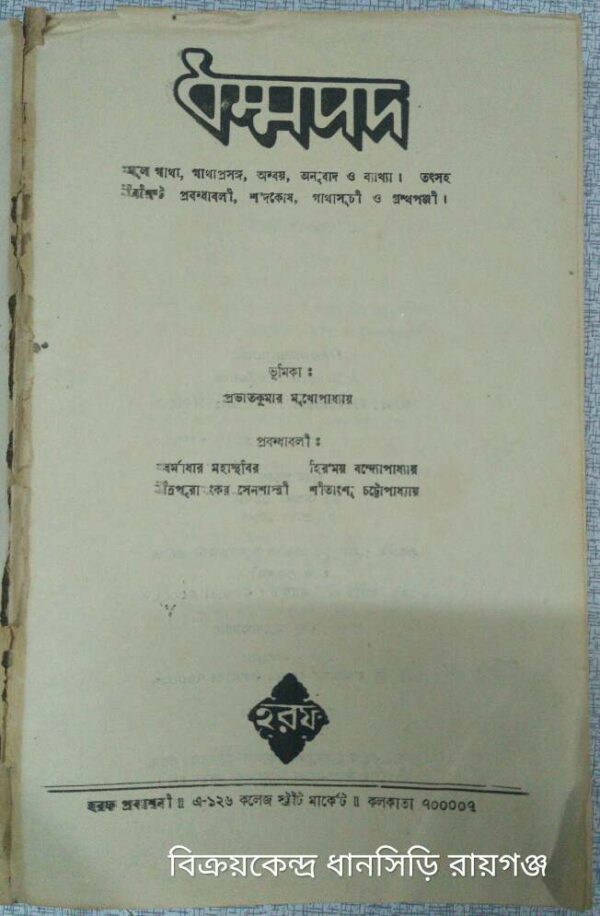 ধম্মপদ
মূল গাথা, গাথাপ্রসঙ্গ, অন্বয়, অনুবাদ ও ব্যাখ্যা। তৎসহ
পরিশিষ্ট প্রবন্ধাবলী, শব্দকোষ, গাথাসূচী ও গ্রন্থপঞ্জী।
ভূমিকা :
প্রভাতকুমার মুখোপাধ্যায়
প্রবন্ধাবলী :
ধর্মাধার মহাস্থবির হিরণ্ময় বন্দ্যোপাধ্যায়
ত্রিপুরাশংকর সেনশাস্ত্রী শীতাংশু চট্টোপাধ্যায়
হরফ
হরফ প্রকাশনী ॥ এ-১২৬ কলেজ স্ট্রীট মার্কেট ॥ কলকাতা ৭০০০০৭
বিক্রয়কেন্দ্র ধানসিড়ি রায়গঞ্জ